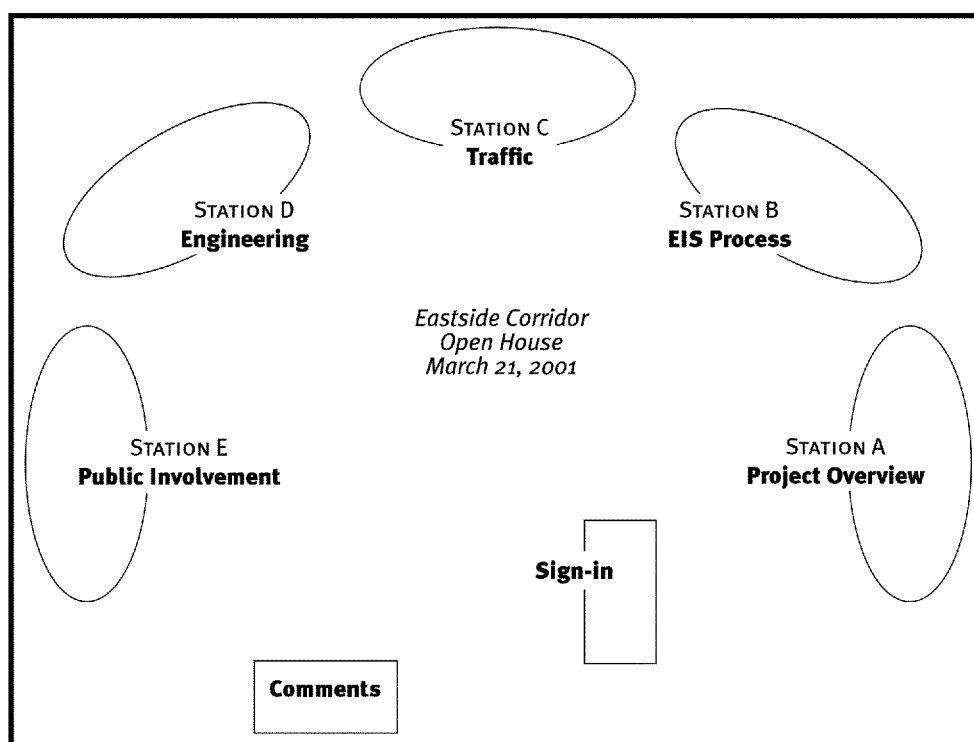 STATION C
Traffic
STATION D
Engineering
STATION B
EIS Process
Eastside Corridor
Open House
March 21, 2001
STATION E
Public Involvement
STATION A
Project Overview
Sign-in
Comments